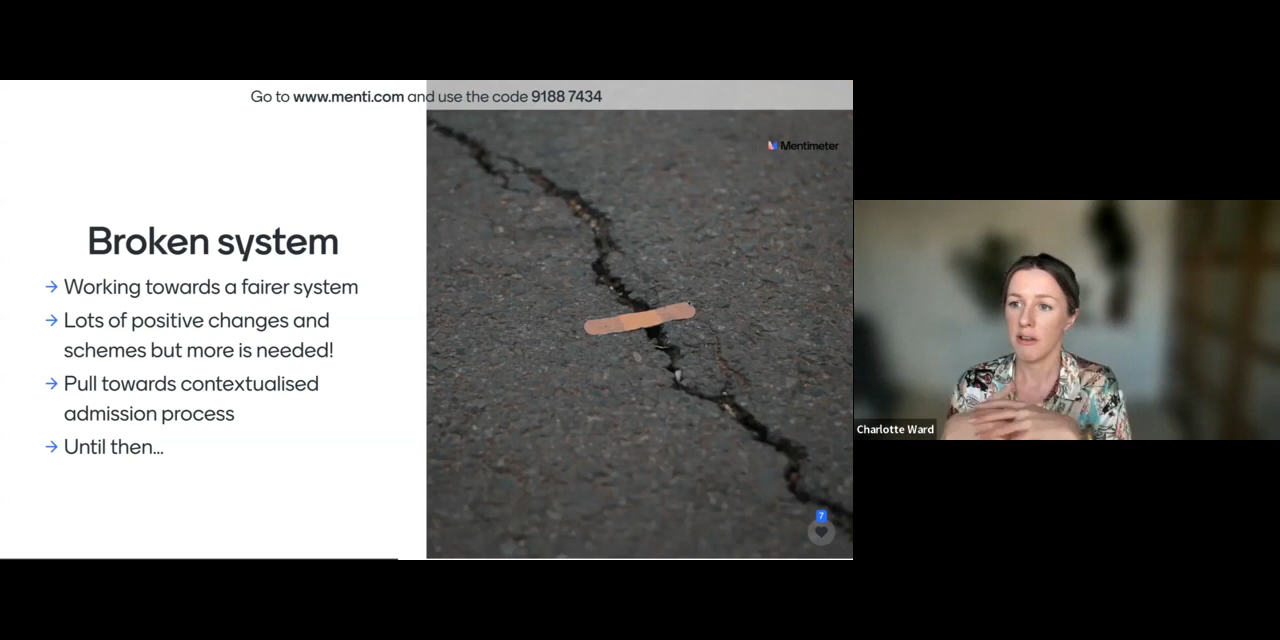 Go to www.menti.com and use the code 9188 7434
Mentimeter
Broken system
→ Working towards a fairer system
→ Lots of positive changes and
schemes but more is needed!
→ Pull towards contextualised
admission process
→ Until then...
7
Charlotte Ward